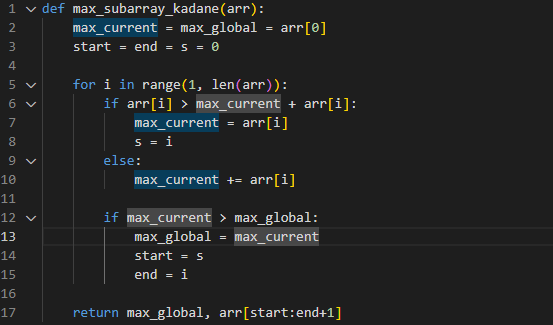 1 def max_subarray_kadane(arr):
2     max_current = max_global = arr[0]
3     start = end = s = 0
4
5     for i in range(1, len(arr)):
6         if arr[i] > max_current + arr[i]:
7             max_current = arr[i]
8             s = i
9         else:
10             max_current += arr[i]
11
12         if max_current > max_global:
13             max_global = max_current
14             start = s
15             end = i
16
17     return max_global, arr[start:end+1]